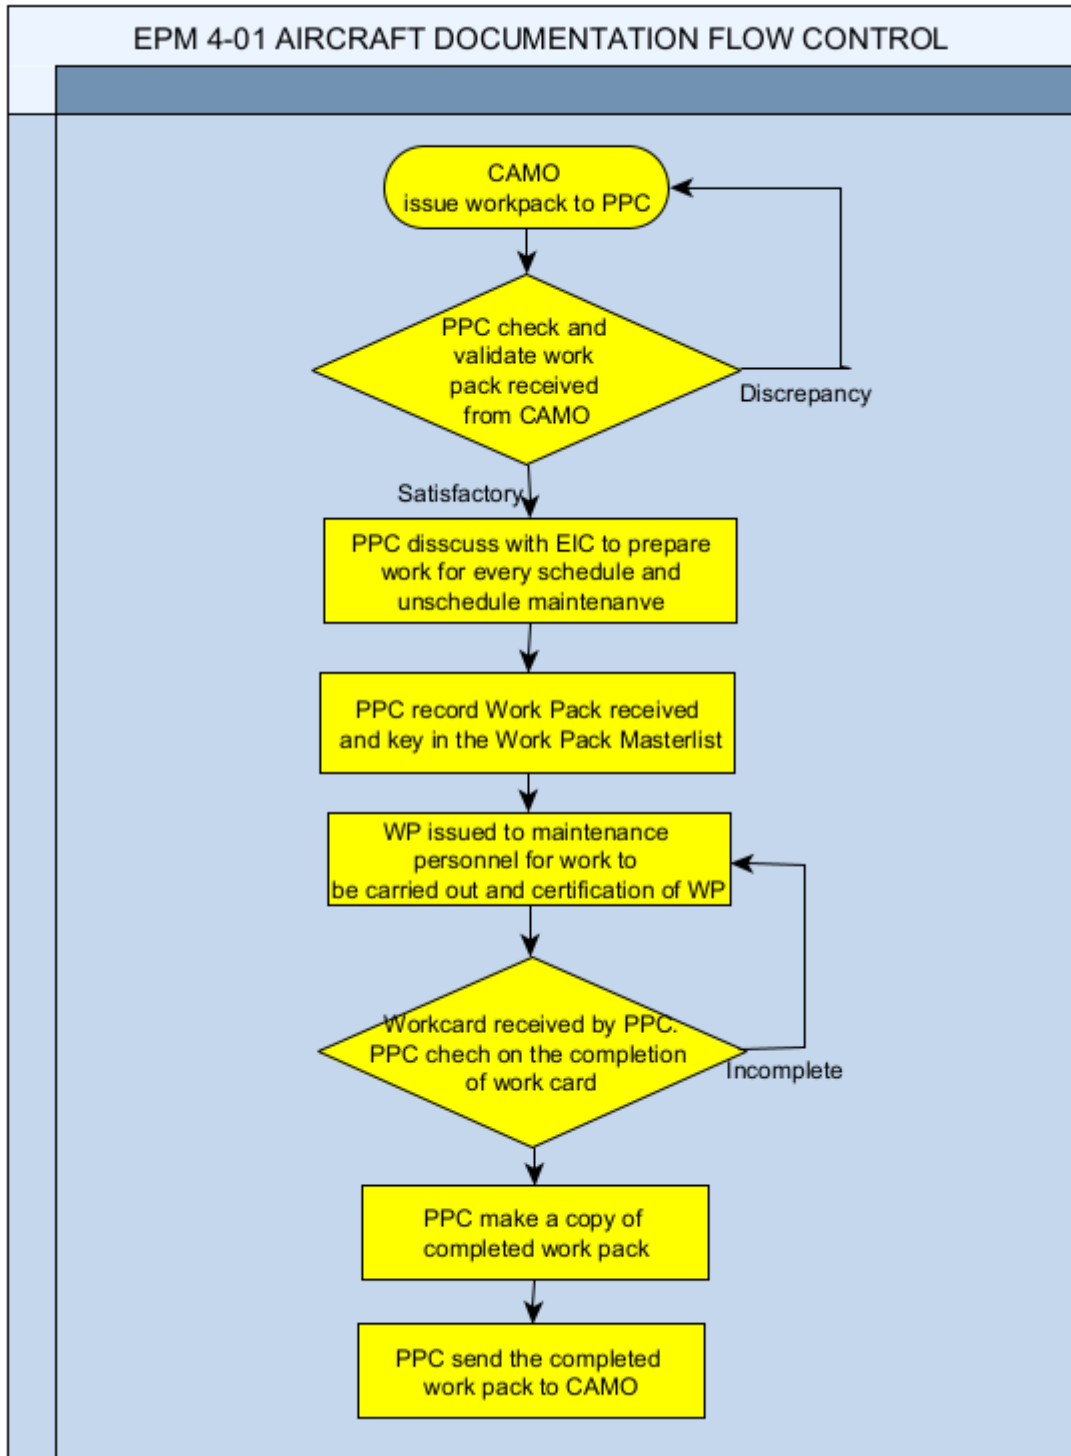 EPM 4-01 AIRCRAFT DOCUMENTATION FLOW CONTROL
CAMO
issue workpack to PPC
PPC check and
validate work
pack received
from CAMO
Discrepancy
Satisfactory
PPC disscuss with EIC to prepare
work for every schedule and
unschedule maintenanve
PPC record Work Pack received
and key in the Work Pack Masterlist
WP issued to maintenance
personnel for work to
be carried out and certification of WP
Workcard received by PPC.
PPC chech on the completion
of work card
Incomplete
PPC make a copy of
completed work pack
PPC send the completed
work pack to CAMO